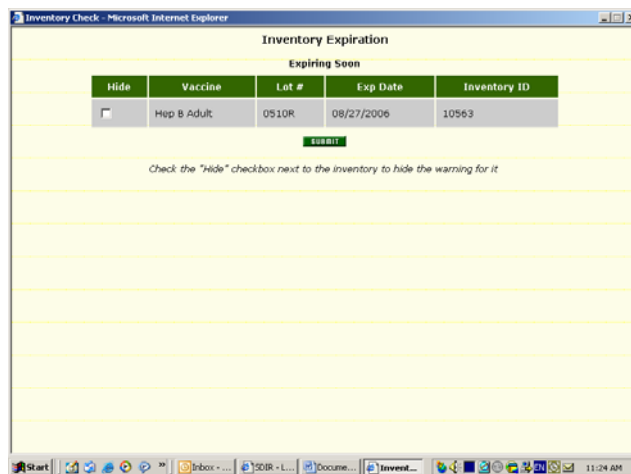 Inventory Check - Microsoft Internet Explorer
Inventory Expiration
Expiring Soon
Hide Vaccine Lot # Exp Date Inventory ID
Hep B Adult 0510R 08/27/2006 10563
SUBMIT
Check the "Hide" checkbox next to the inventory to hide the warning for it
Start » Inbox - ... SDIR - L... Docume... Invent... EN 11:24 AM